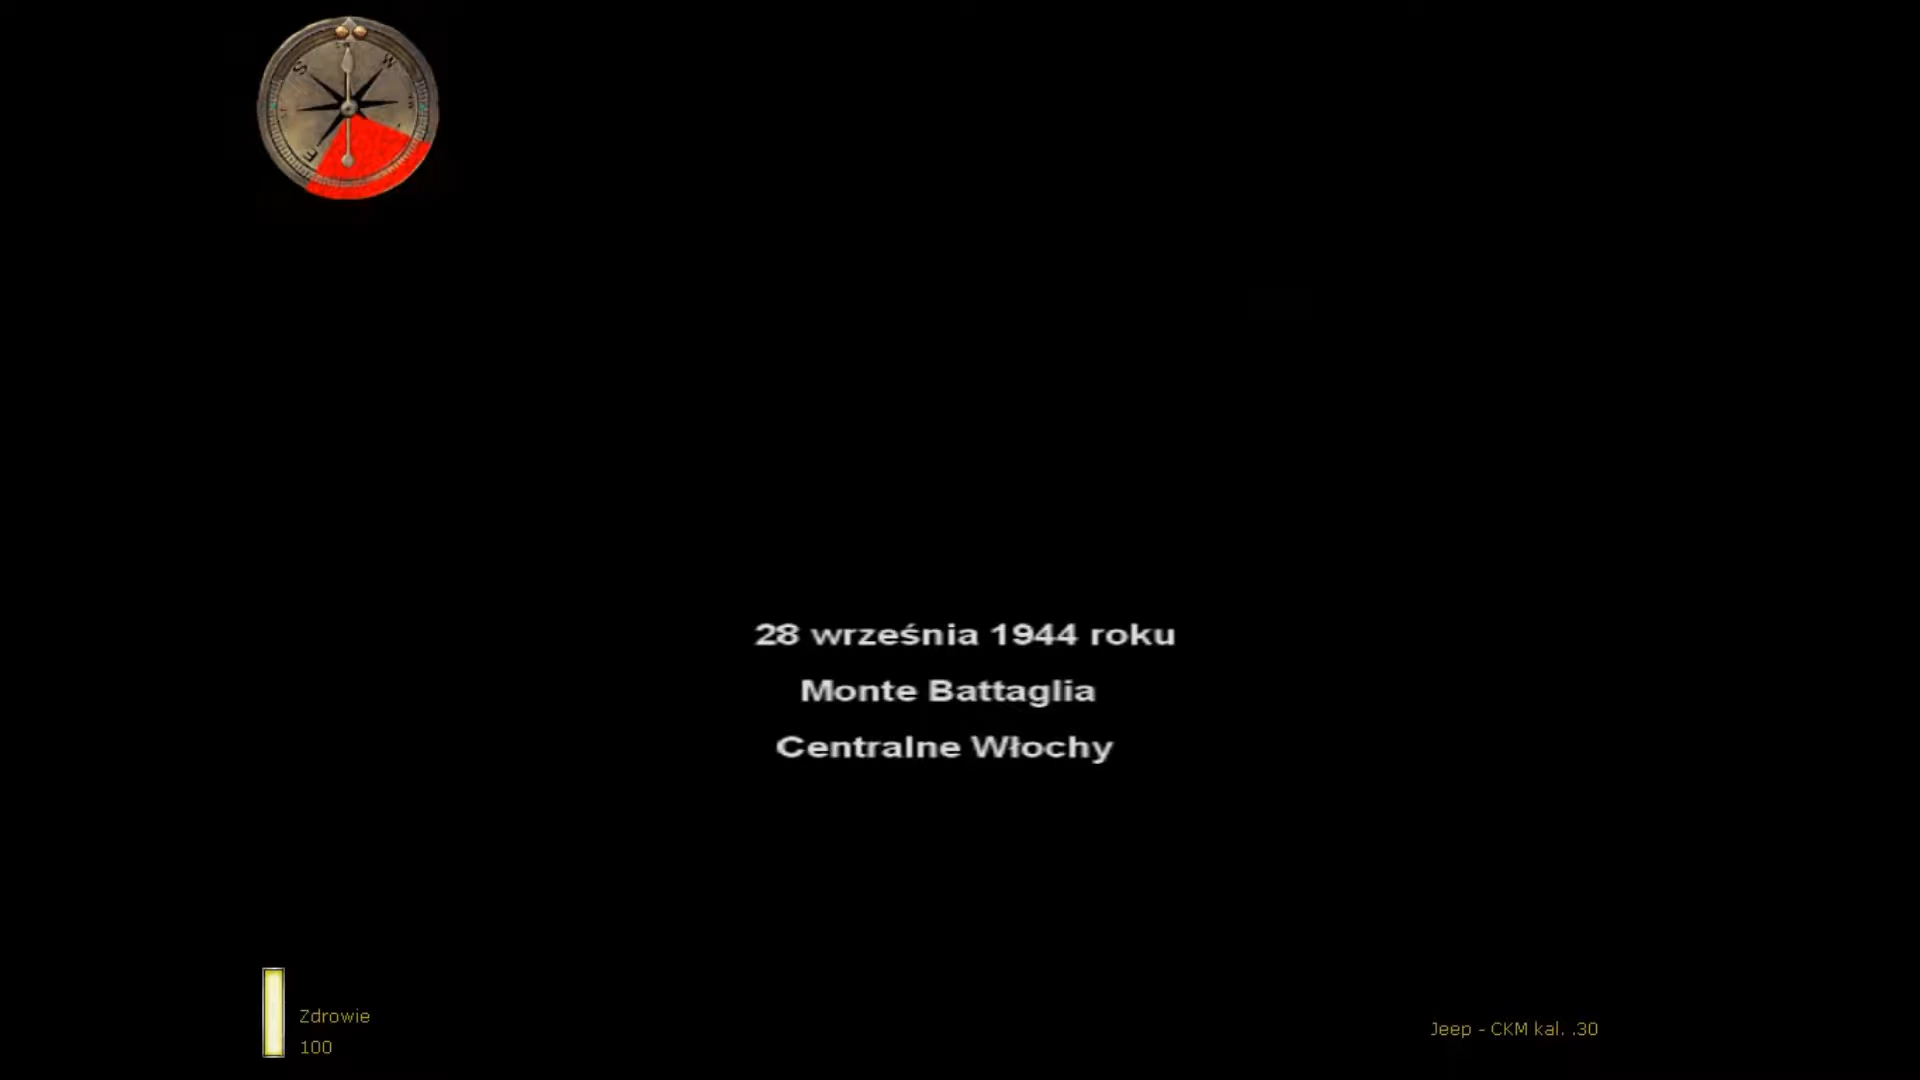 S
W
E
28 września 1944 roku
Monte Battaglia
Centralne Włochy
Zdrowie
100
Jeep - CKM kal. .30